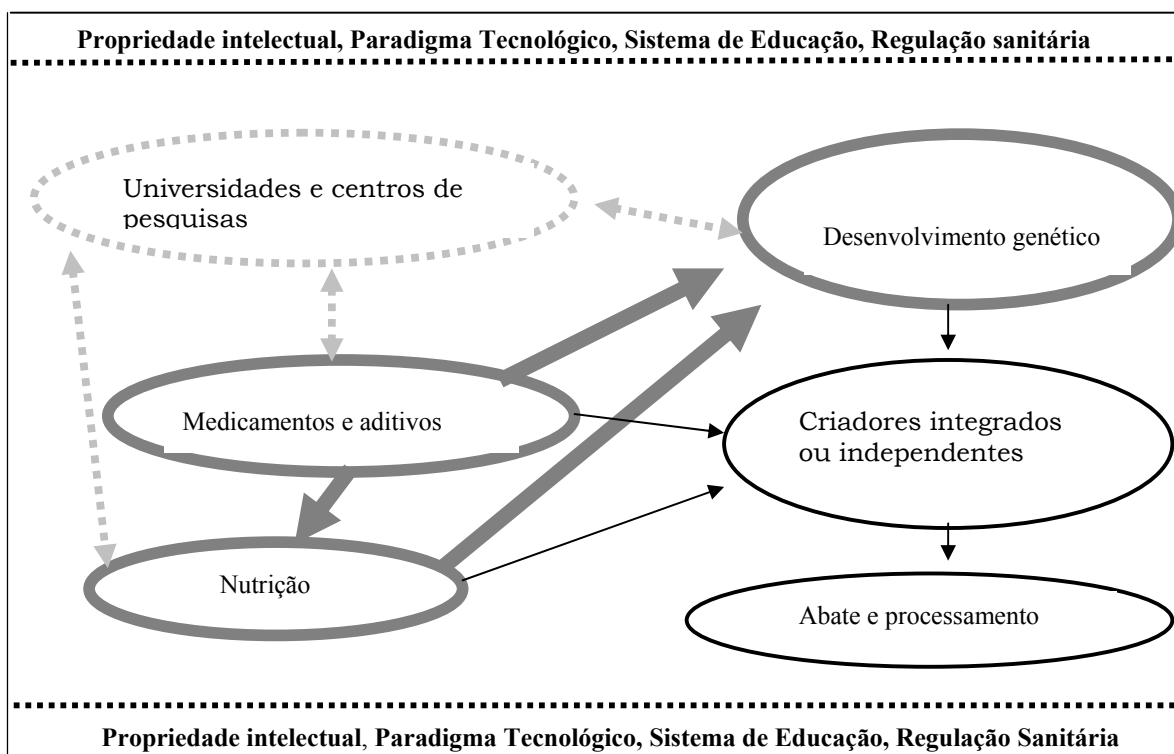 Propriedade intelectual, Paradigma Tecnológico, Sistema de Educação, Regulação sanitária
Universidades e centros de
pesquisas
Desenvolvimento genético
Medicamentos e aditivos
Criadores integrados
ou independentes
Nutrição
Abate e processamento
Propriedade intelectual, Paradigma Tecnológico, Sistema de Educação, Regulação Sanitária